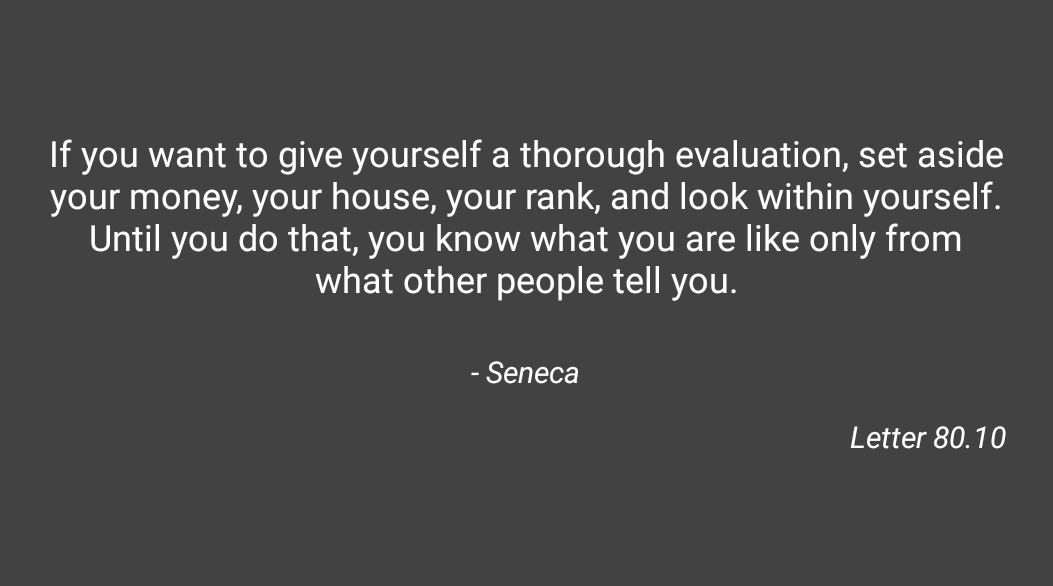 If you want to give yourself a thorough evaluation, set aside
your money, your house, your rank, and look within yourself.
Until you do that, you know what you are like only from
what other people tell you.
- Seneca
Letter 80.10